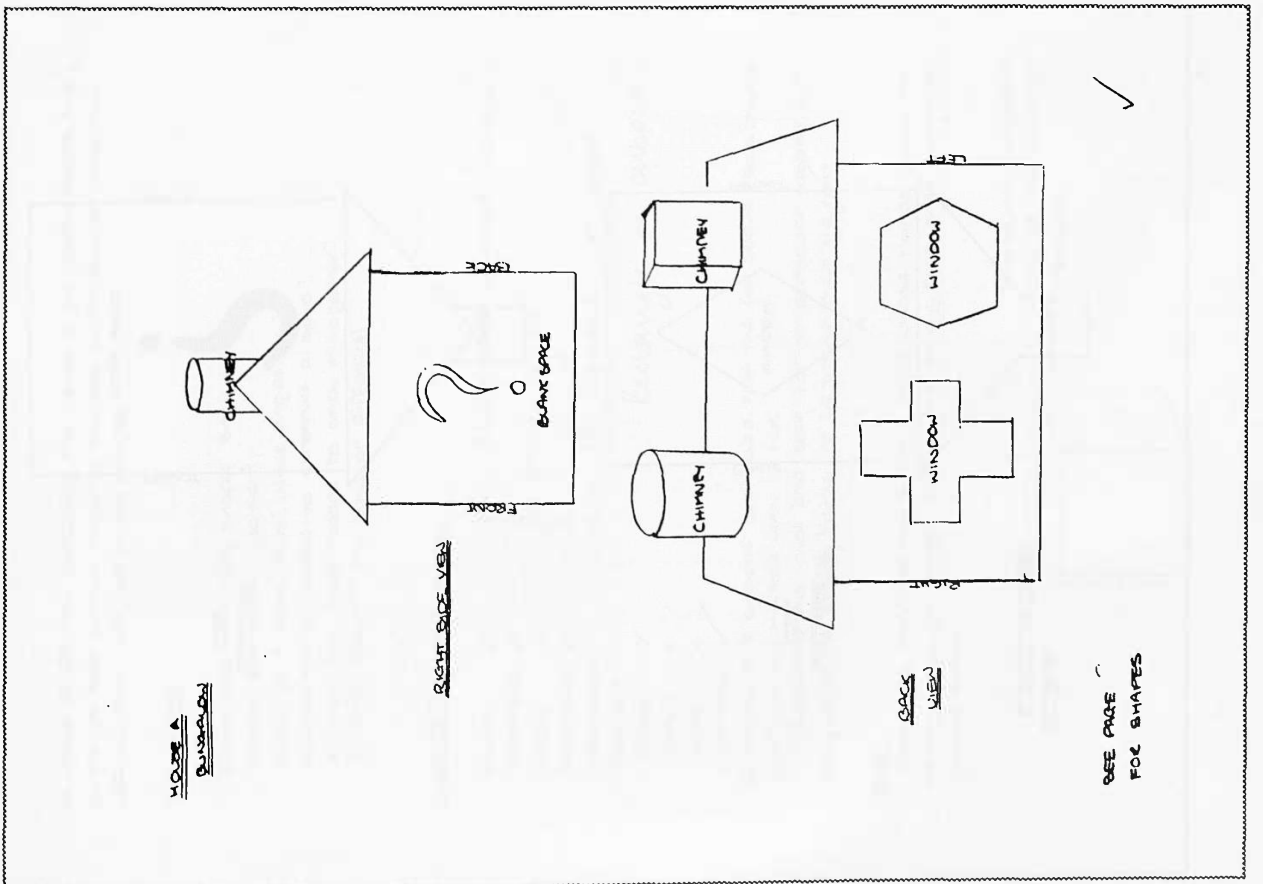 HOUSE A
BUNGALOW
CHIMNEY
FRONT
BACK
BLANK SPACE
RIGHT SIDE VIEW
CHIMNEY
CHIMNEY
RIGHT
LEFT
WINDOW
WINDOW
BACK
VIEW
SEE PAGE
FOR SHAPES